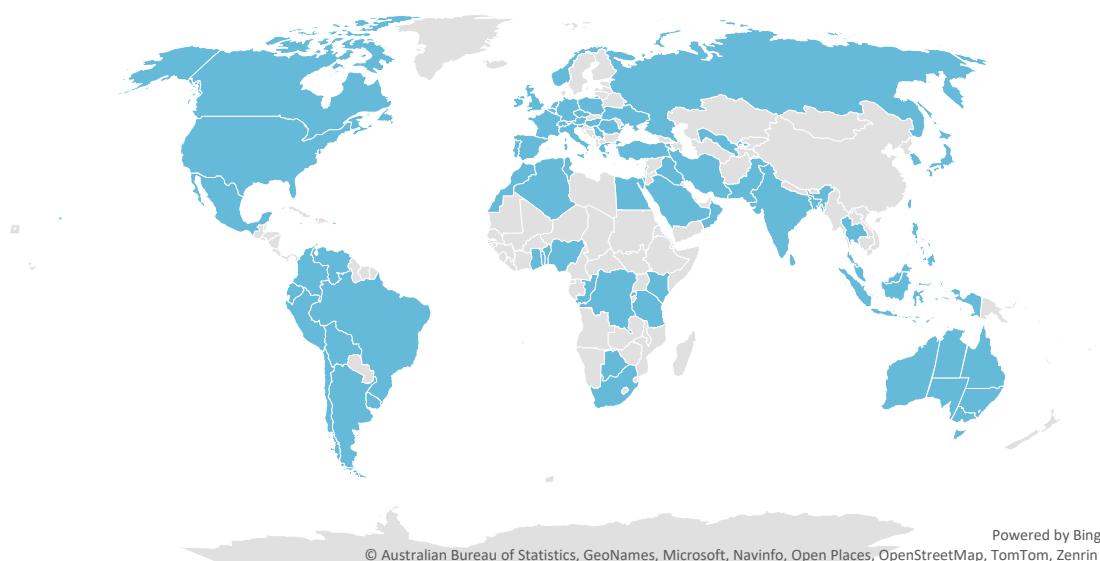 Powered by Bing
© Australian Bureau of Statistics, GeoNames, Microsoft, Navinfo, Open Places, OpenStreetMap, TomTom, Zenrin